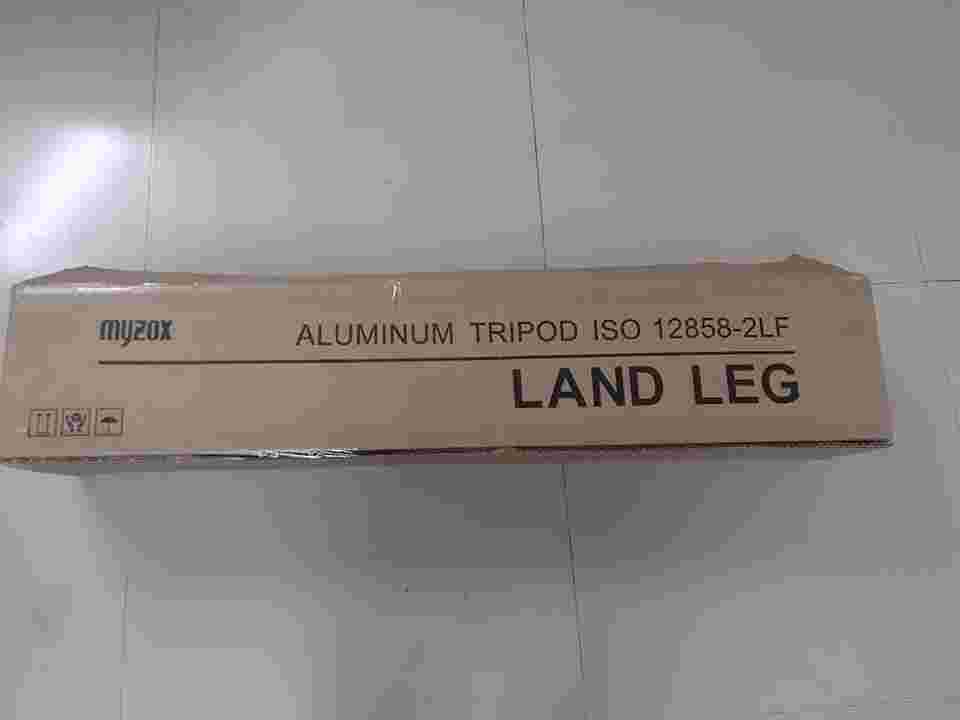 myzox
ALUMINUM TRIPOD ISO 12858-2LF
LAND LEG